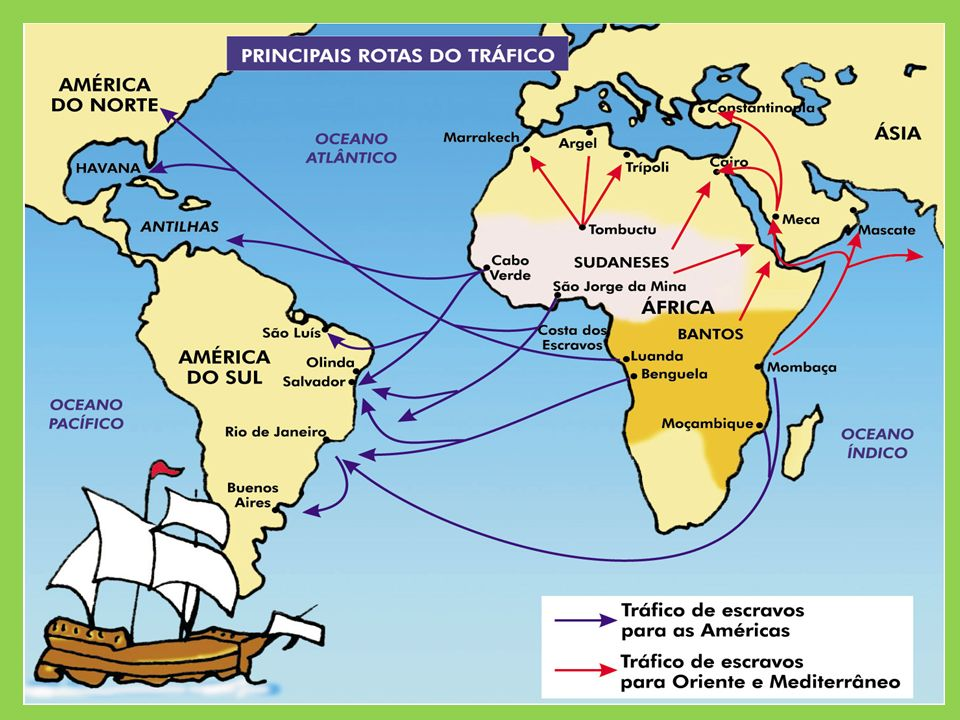 PRINCIPAIS ROTAS DO TRÁFICO
AMÉRICA
DO NORTE
OCEANO
ATLÂNTICO
Marrakech
Argel
Constantinopla
ÁSIA
HAVANA
Trípoli
Cairo
ANTILHAS
Tombuctu
Meca
Mascate
Cabo
Verde
SUDANESES
São Jorge da Mina
ÁFRICA
São Luís
Costa dos
Escravos
BANTOS
AMÉRICA
DO SUL
Olinda
Salvador
Luanda
Benguela
Mombaça
OCEANO
PACÍFICO
Rio de Janeiro
Moçambique
OCEANO
ÍNDICO
Buenos
Aires
Tráfico de escravos
para as Américas
Tráfico de escravos
para Oriente e Mediterrâneo